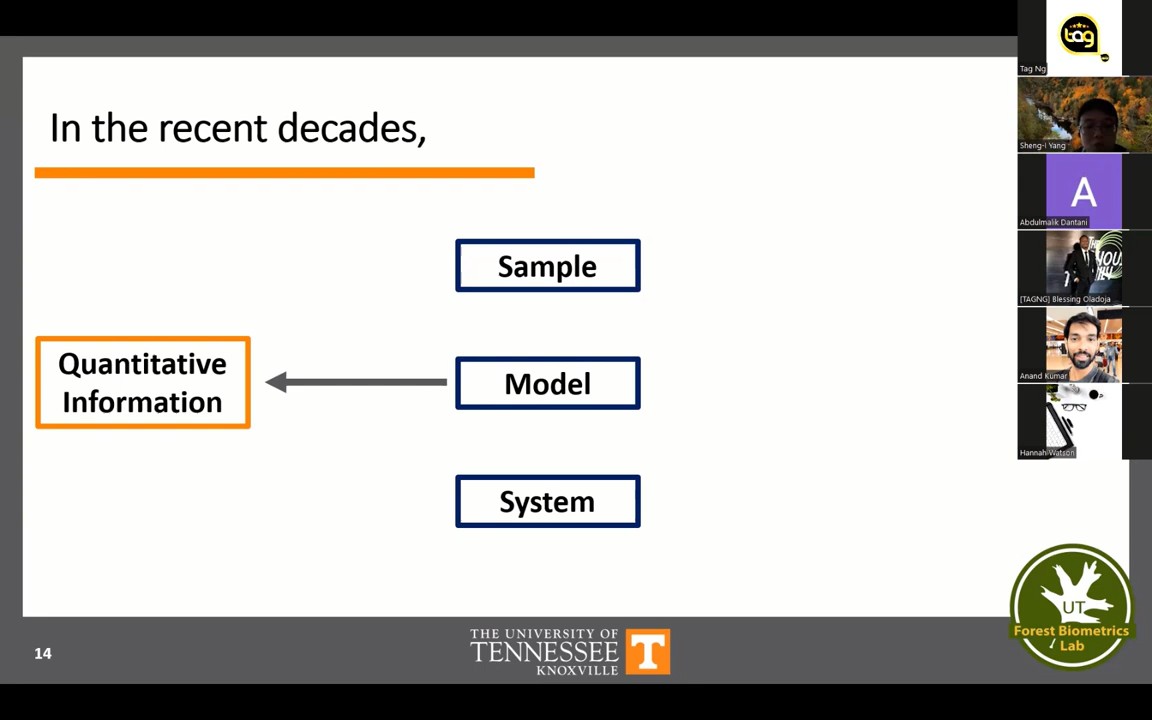 In the recent decades,
Sample
Quantitative
Information
Model
System
14
THE UNIVERSITY OF
TENNESSEE
KNOXVILLE
T
UT
Forest Biometrics
Lab
tag
Tag Ng
Sheng-i Yang
Abdulmalik Dantani
A
[TAGNG] Blessing Oladoja
Anand Kumar
Hannah Watson